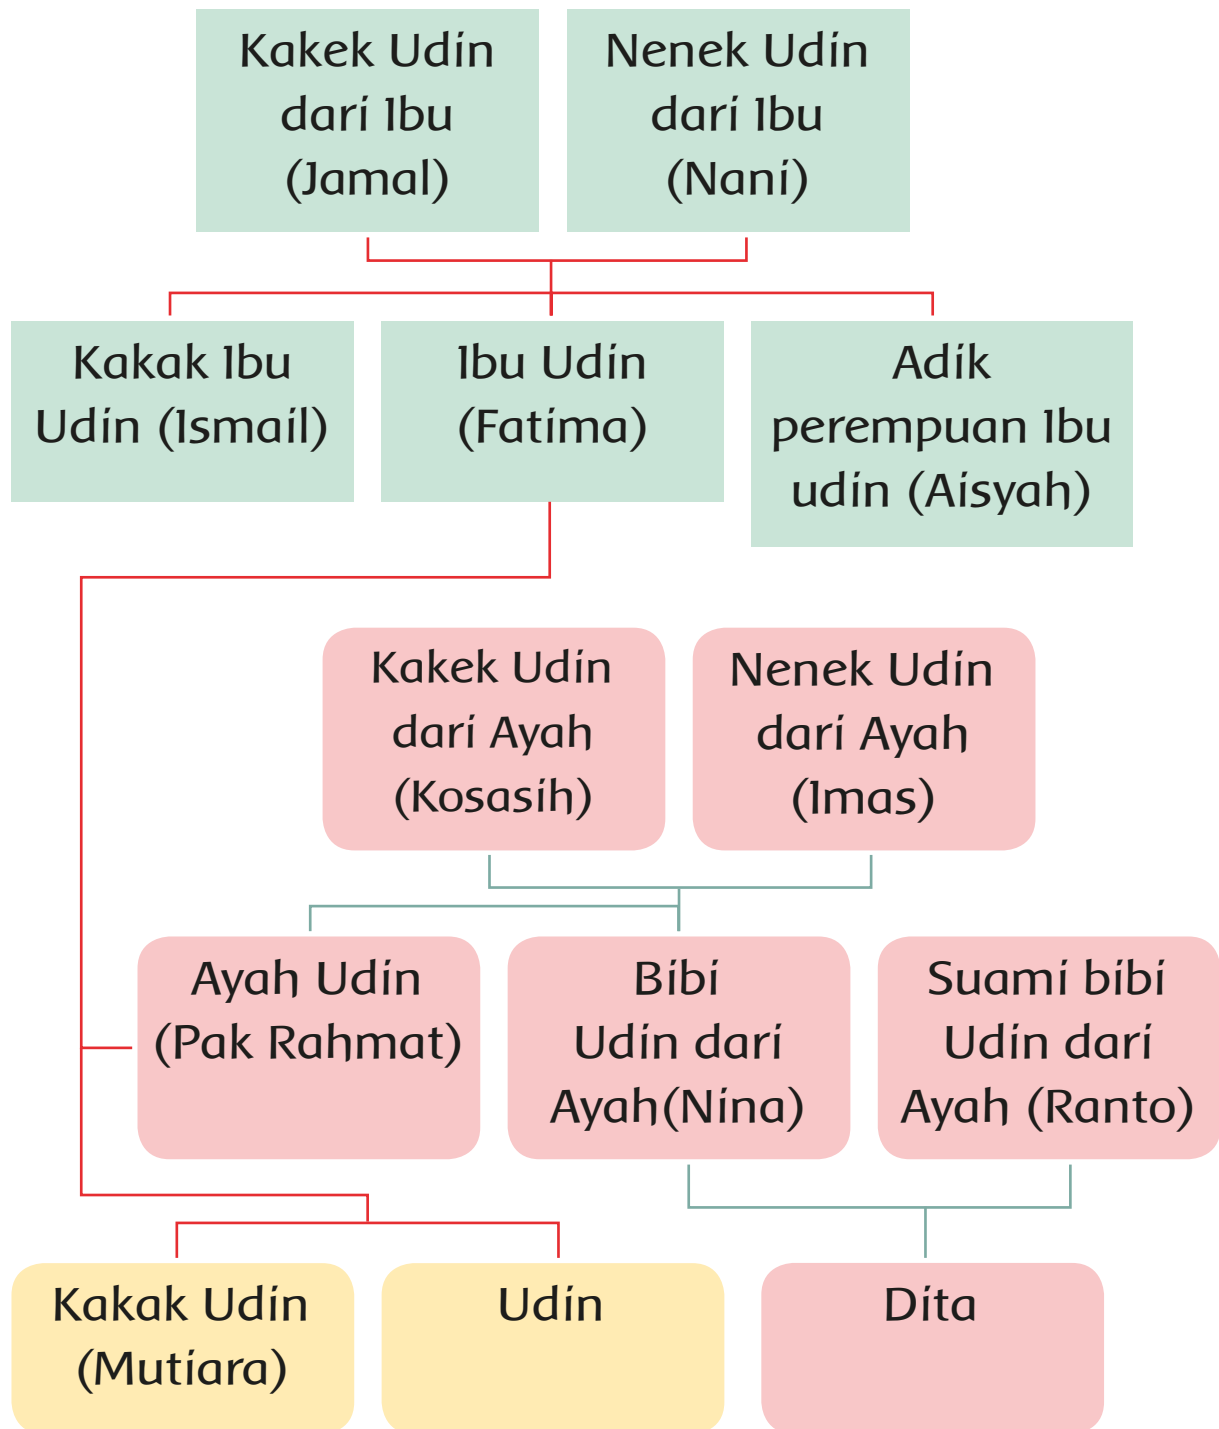 Kakek Udin
dari Ibu
(Jamal)
Nenek Udin
dari Ibu
(Nani)
Kakak Ibu
Udin (Ismail)
Ibu Udin
(Fatima)
Adik
perempuan Ibu
udin (Aisyah)
Kakek Udin
dari Ayah
(Kosasih)
Nenek Udin
dari Ayah
(Imas)
Ayah Udin
(Pak Rahmat)
Bibi
Udin dari
Ayah(Nina)
Suami bibi
Udin dari
Ayah (Ranto)
Kakak Udin
(Mutiara)
Udin
Dita